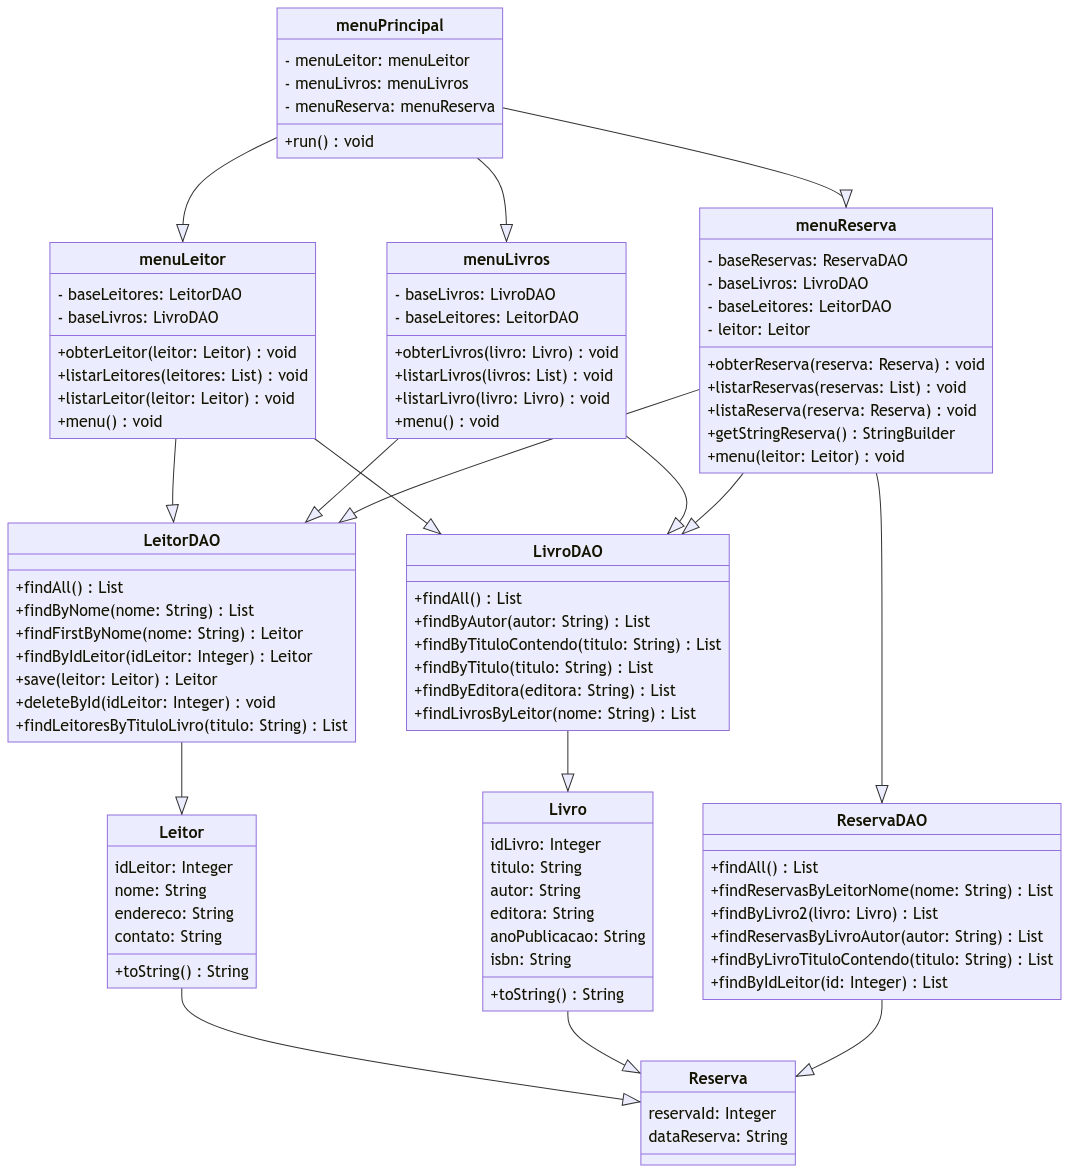 menuPrincipal
- menuLeitor: menuLeitor
- menuLivros: menuLivros
- menuReserva: menuReserva
+run() : void
menuLeitor
- baseLeitores: LeitorDAO
- baseLivros: LivroDAO
+obterLeitor(leitor: Leitor) : void
+listarLeitores(leitores: List) : void
+listarLeitor(leitor: Leitor) : void
+menu() : void
menuLivros
- baseLivros: LivroDAO
- baseLeitores: LeitorDAO
+obterLivros(livro: Livro) : void
+listarLivros(livros: List) : void
+listarLivro(livro: Livro) : void
+menu() : void
menuReserva
- baseReservas: ReservaDAO
- baseLivros: LivroDAO
- baseLeitores: LeitorDAO
- leitor: Leitor
+obterReserva(reserva: Reserva) : void
+listarReservas(reservas: List) : void
+listaReserva(reserva: Reserva) : void
+getStringReserva() : StringBuilder
+menu(leitor: Leitor) : void
LeitorDAO
+findAll() : List
+findByNome(nome: String) : List
+findFirstByNome(nome: String) : Leitor
+findByIdLeitor(idLeitor: Integer) : Leitor
+save(leitor: Leitor) : Leitor
+deleteById(idLeitor: Integer) : void
+findLeitoresByTituloLivro(titulo: String) : List
LivroDAO
+findAll() : List
+findByAutor(autor: String) : List
+findByTituloContendo(titulo: String) : List
+findByTitulo(titulo: String) : List
+findByEditora(editora: String) : List
+findLivrosByLeitor(nome: String) : List
Leitor
idLeitor: Integer
nome: String
endereco: String
contato: String
+toString() : String
Livro
idLivro: Integer
titulo: String
autor: String
editora: String
anoPublicacao: String
isbn: String
+toString() : String
ReservaDAO
+findAll() : List
+findReservasByLeitorNome(nome: String) : List
+findByLivro2(livro: Livro) : List
+findReservasByLivroAutor(autor: String) : List
+findByLivroTituloContendo(titulo: String) : List
+findByIdLeitor(id: Integer) : List
Reserva
reservaId: Integer
dataReserva: String